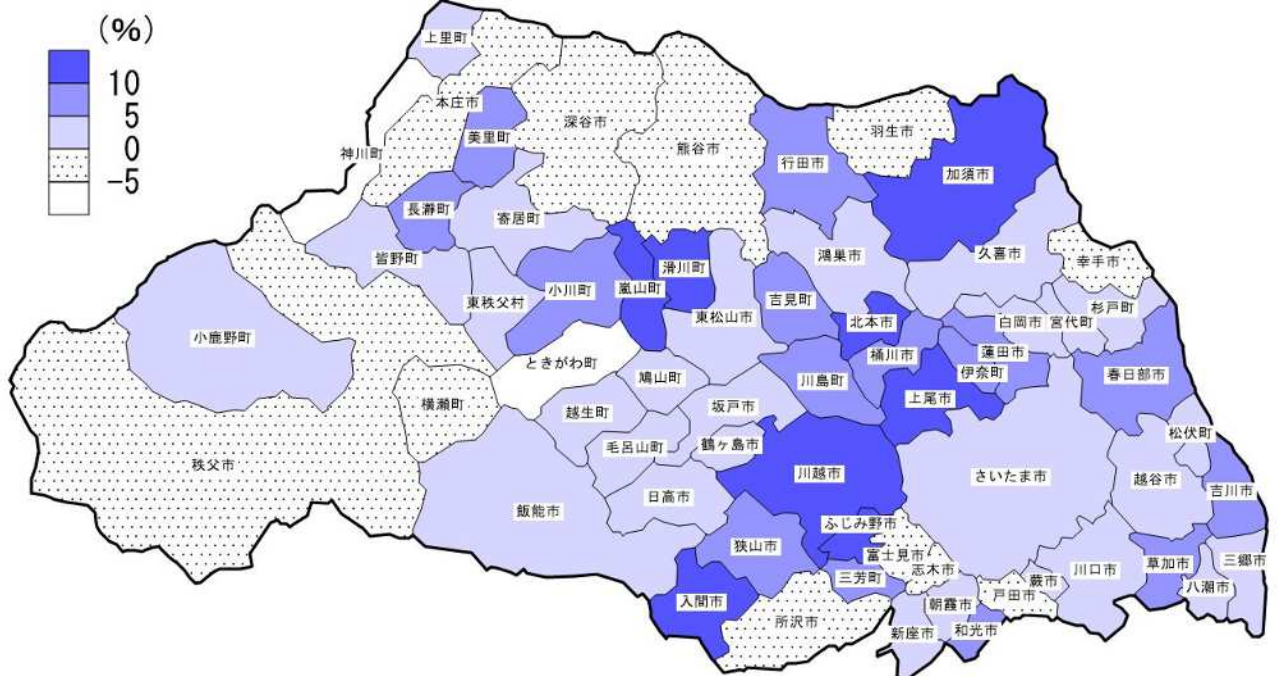 (%)
10
5
0
−5
上里町
本庄市
美里町
神川町
深谷市
熊谷市
行田市
羽生市
加須市
長瀞町
寄居町
皆野町
東秩父村
小川町
嵐山町
滑川町
東松山市
吉見町
鴻巣市
久喜市
幸手市
北本市
桶川市
白岡市
宮代町
杉戸町
蓮田市
伊奈町
春日部市
小鹿野町
ときがわ町
鳩山町
川島町
上尾市
横瀬町
越生町
坂戸市
毛呂山町
鶴ヶ島市
松伏町
秩父市
飯能市
日高市
川越市
さいたま市
越谷市
吉川市
ふじみ野市
狭山市
富士見市
三芳町
志木市
入間市
所沢市
新座市
朝霞市
和光市
戸田市
蕨市
川口市
草加市
八潮市
三郷市